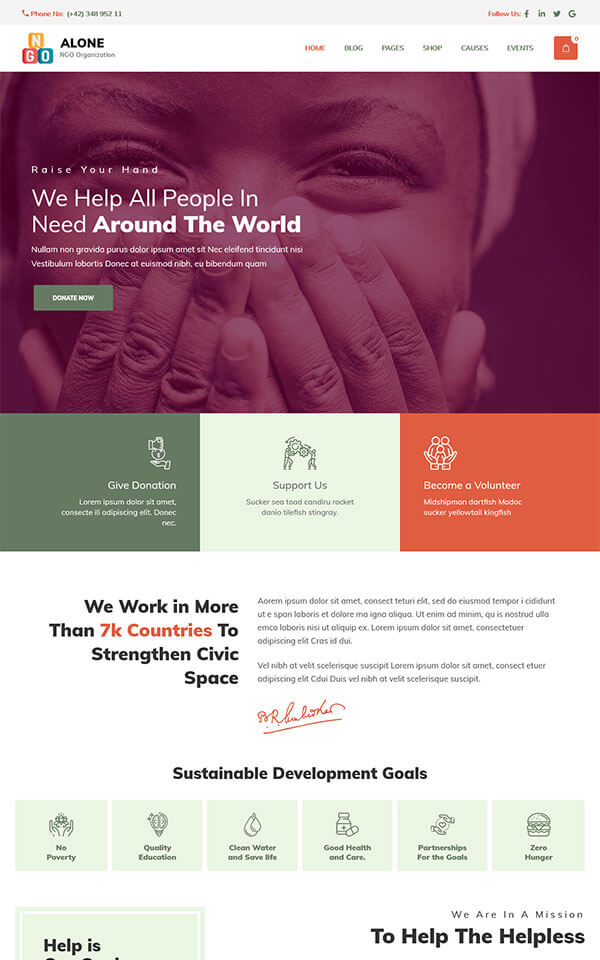 Phone No: (+42) 348 952 11
Follow Us:
N
GO
ALONE
NGO Organization
HOME BLOG PAGES SHOP CAUSES EVENTS
0
Raise Your Hand
We Help All People In
Need Around The World
Nullam non gravida purus dolor ipsum amet sit Nec eleifend tincidunt nisi
Vestibulum lobortis Donec at euismod nibh, eu bibendum quam
DONATE NOW
Give Donation
Lorem ipsum dolor sit amet,
consecte ili adipiscing elit. Donec
nec.
Support Us
Sucker sea toad candiru rocket
danio tilefish stingray.
Become a Volunteer
Midshipman dartfish Modoc
sucker yellowtail kingfish
We Work in More
Than 7k Countries To
Strengthen Civic
Space
Aorem ipsum dolor sit amet, consect teturi elit, sed do eiusmod tempor i cididunt
ut e span laboris et dolore ma igna aliqua. Ut enim ad minim, qu is nostrud ulla
emco laboris nisi ut aliquip ex. Lorem ipsum dolor sit amet, consectetuer
adipiscing elit Cras id dui.
Vel nibh at velit scelerisque suscipit Lorem ipsum dolor sit amet, consect etuer
adipiscing elit Cdui Duis vel nibh at velit scelerisque suscipit.
Sustainable Development Goals
No
Poverty
Quality
Education
Clean Water
and Save life
Good Health
and Care.
Partnerships
For the Goals
Zero
Hunger
We Are In A Mission
To Help The Helpless
Help is